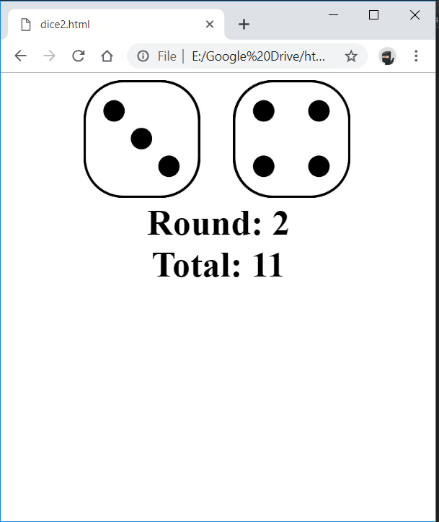 dice2.html
File | E:/Google%20Drive/ht...
Round: 2
Total: 11